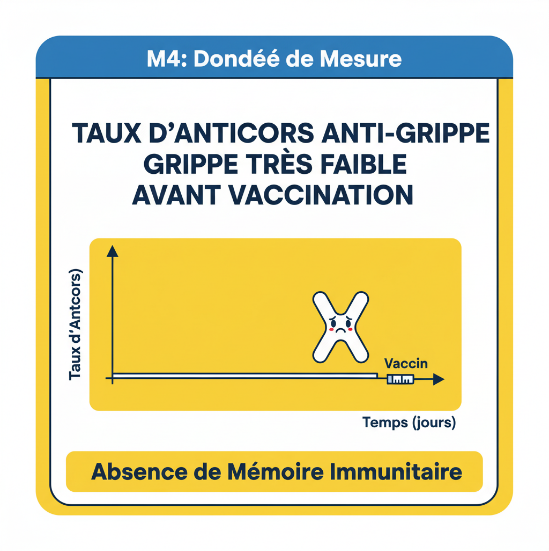 M4: Dondéé de Mesure
TAUX D'ANTICORS ANTI-GRIPPE
GRIPPE TRÈS FAIBLE
AVANT VACCINATION
Taux d'Antcors)
Vaccin
Temps (jours)
Absence de Mémoire Immunitaire